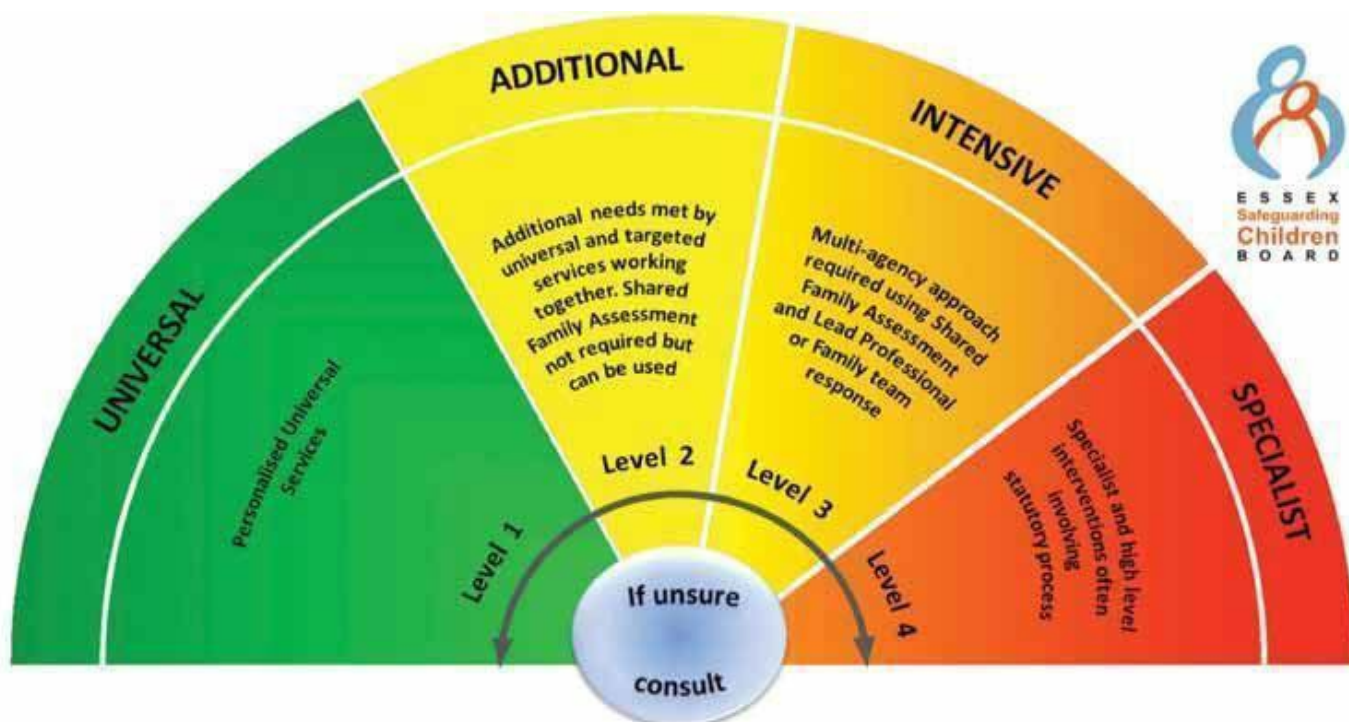 UNIVERSAL
Personalised Universal
Services
Level 1
ADDITIONAL
Additional needs met by
universal and targeted
services working
together. Shared
Family Assessment
not required but
can be used
Level 2
INTENSIVE
Multi-agency approach
required using Shared
Family Assessment
and Lead Professional
or Family team
response
Level 3
SPECIALIST
Specialist and high level
interventions often
involving
statutory process
Level 4
If unsure
consult
ESSEX
Safeguarding
Children
BOARD